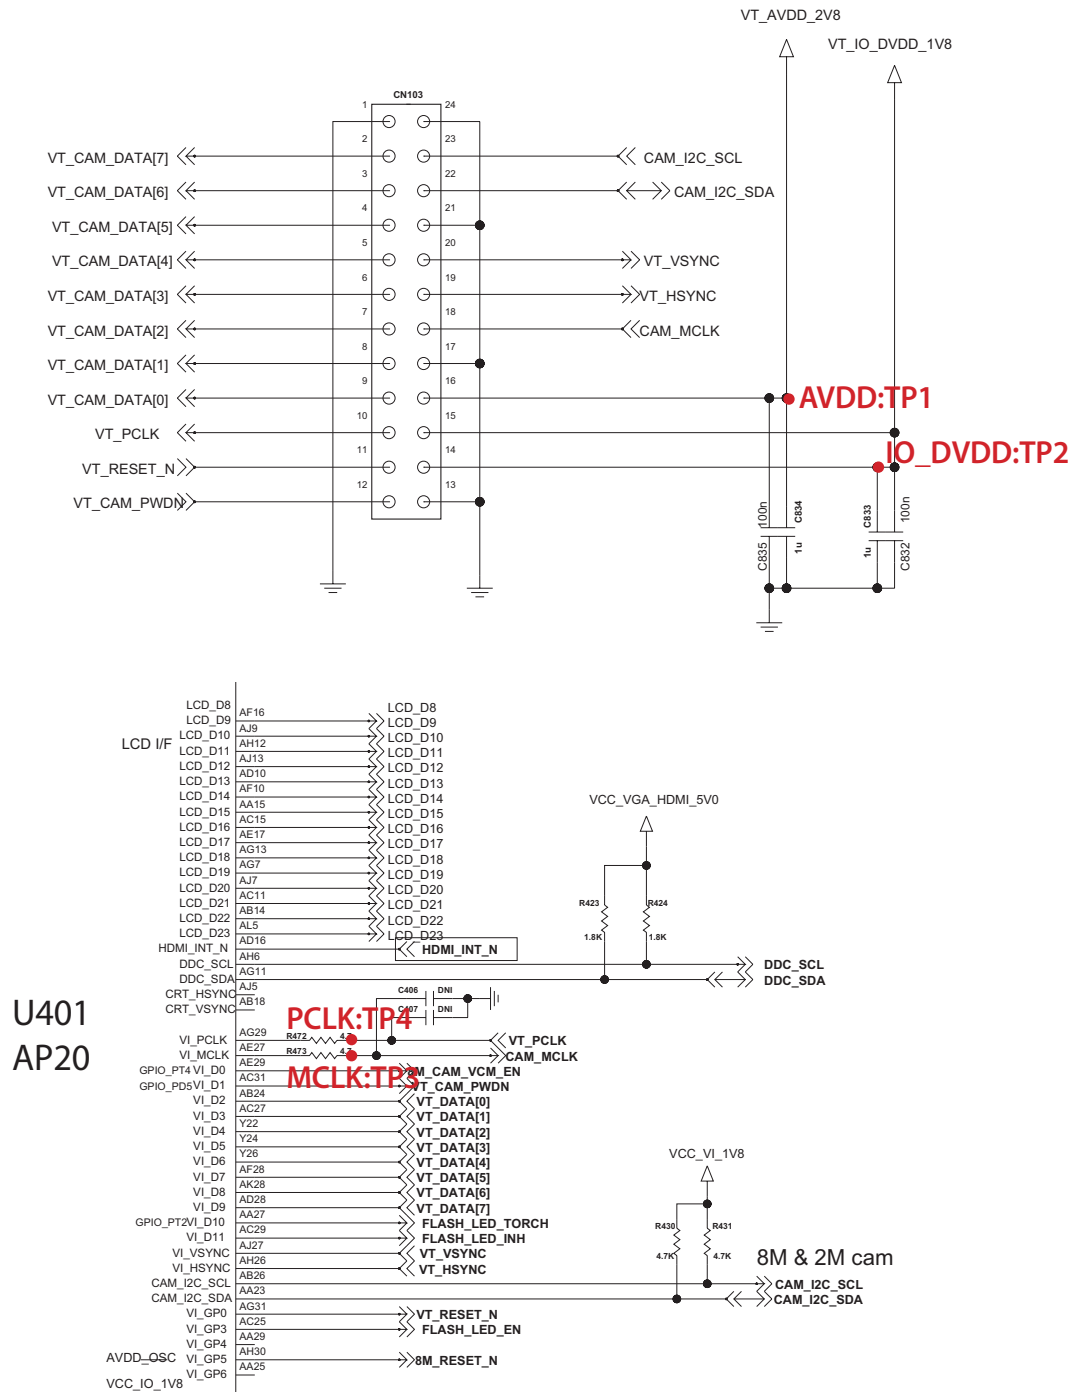 VT_AVDD_2V8
VT_IO_DVDD_1V8
CN103
1 24
2 23
VT_CAM_DATA[7] CAM_I2C_SCL
3 22
VT_CAM_DATA[6] CAM_I2C_SDA
4 21
VT_CAM_DATA[5]
5 20
VT_CAM_DATA[4] VT_VSYNC
6 19
VT_CAM_DATA[3] VT_HSYNC
7 18
VT_CAM_DATA[2] CAM_MCLK
8 17
VT_CAM_DATA[1]
9 16
VT_CAM_DATA[0] AVDD:TP1
10 15
VT_PCLK
11 14
VT_RESET_N IO_DVDD:TP2
12 13
VT_CAM_PWDN
C835 100n
C834 1u
C833 1u
C832 100n
LCD I/F
LCD_D8 AF16 LCD_D8
LCD_D9 AJ9 LCD_D9
LCD_D10 AH12 LCD_D10
LCD_D11 AJ13 LCD_D11
LCD_D12 AD10 LCD_D12
LCD_D13 AF10 LCD_D13
LCD_D14 AA15 LCD_D14
LCD_D15 AC15 LCD_D15
LCD_D16 AE17 LCD_D16
LCD_D17 AG13 LCD_D17
LCD_D18 AG7 LCD_D18
LCD_D19 AJ7 LCD_D19
LCD_D20 AC11 LCD_D20
LCD_D21 AB14 LCD_D21
LCD_D22 AL5 LCD_D22
LCD_D23 AD16 LCD_D23
HDMI_INT_N AH6 HDMI_INT_N
VCC_VGA_HDMI_5V0
R423 1.8K
R424 1.8K
DDC_SCL AG11 DDC_SCL
DDC_SDA AJ5 DDC_SDA
CRT_HSYNC AB18
CRT_VSYNC
C406 DNI
C407 DNI
U401
AP20
PCLK:TP4
VI_PCLK AG29 R472 4.7 VT_PCLK
VI_MCLK AE27 R473 4.7 CAM_MCLK
MCLK:TP3
GPIO_PT4 VI_D0 AE29 8M_CAM_VCM_EN
GPIO_PD5 VI_D1 AC31 VT_CAM_PWDN
VI_D2 AB24 VT_DATA[0]
VI_D3 AC27 VT_DATA[1]
VI_D4 Y22 VT_DATA[2]
VI_D5 Y24 VT_DATA[3]
VI_D6 Y26 VT_DATA[4]
VI_D7 AF28 VT_DATA[5]
VI_D8 AK28 VT_DATA[6]
VI_D9 AD28 VT_DATA[7]
GPIO_PT2 VI_D10 AA27 FLASH_LED_TORCH
VI_D11 AC29 FLASH_LED_INH
VI_VSYNC AJ27 VT_VSYNC
VI_HSYNC AH26 VT_HSYNC
VCC_VI_1V8
R430 4.7K
R431 4.7K
8M & 2M cam
CAM_I2C_SCL AB26 CAM_I2C_SCL
CAM_I2C_SDA AA23 CAM_I2C_SDA
VI_GP0 AG31 VT_RESET_N
VI_GP3 AC25 FLASH_LED_EN
VI_GP4 AA29
AVDD_OSC VI_GP5 AH30 8M_RESET_N
VI_GP6 AA25
VCC_IO_1V8